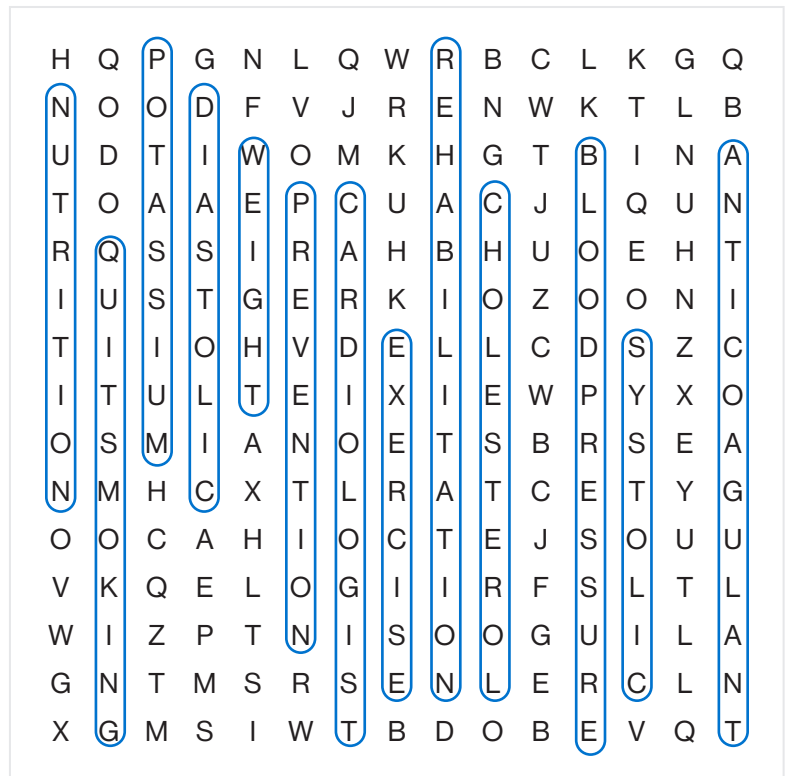 H Q P G N L Q W R B C L K G Q
N O O D F V J R E N W K T L B
U D T I W O M K H G T B I N A
T O A A E P C U A C J L Q U N
R Q S S I R A H B H U O E H T
I U S T G E R K I O Z O O N I
T I I O H V D E L L C D S Z C
I T U L T E I X I E W P Y X O
O S M I A N O E T S B R S E A
N M H C X T L R A T C E T Y G
O O C A H I O C T E J S O U U
V K Q E L O G I I R F S L T L
W I Z P T N I S O O G U I L A
G N T M S R S E N L E R C L N
X G M S I W T B D O B E V Q T